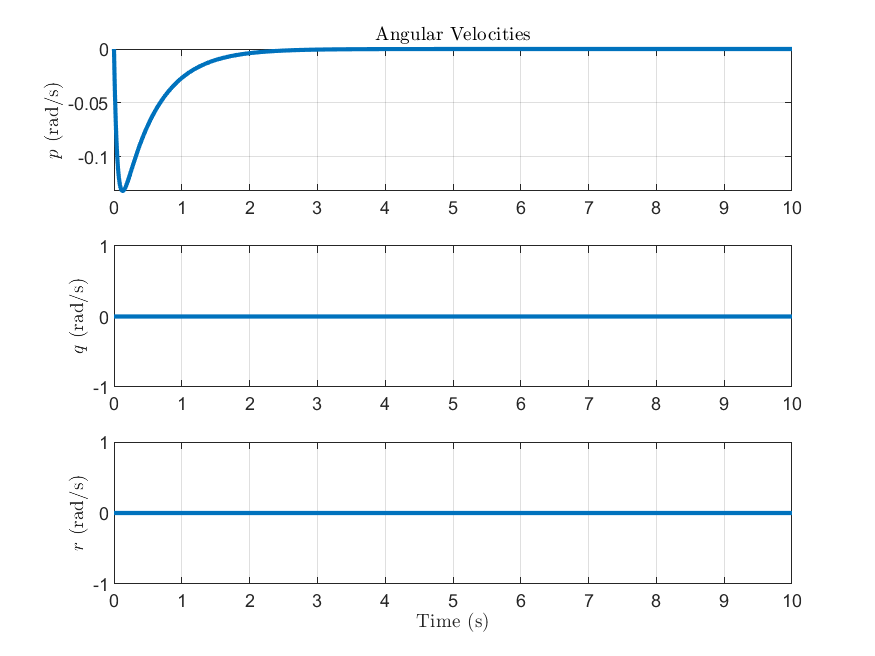 Angular Velocities
p (rad/s)
0
-0.05
-0.1
0 1 2 3 4 5 6 7 8 9 10
q (rad/s)
1
0
-1
0 1 2 3 4 5 6 7 8 9 10
r (rad/s)
1
0
-1
0 1 2 3 4 5 6 7 8 9 10
Time (s)